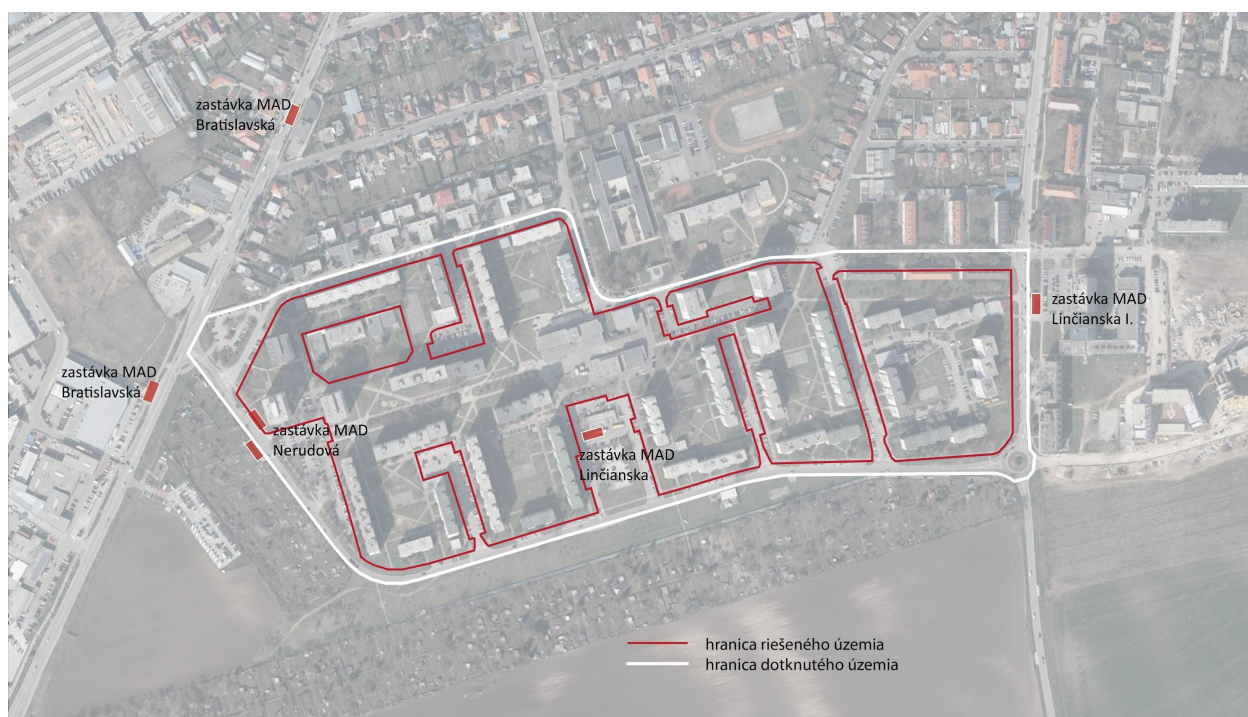 zastávka MAD
Bratislavská
zastávka MAD
Linčianska I.
zastávka MAD
Bratislavská
zastávka MAD
Nerudová
zastávka MAD
Linčianska
hranica riešeného územia
hranica dotknutého územia